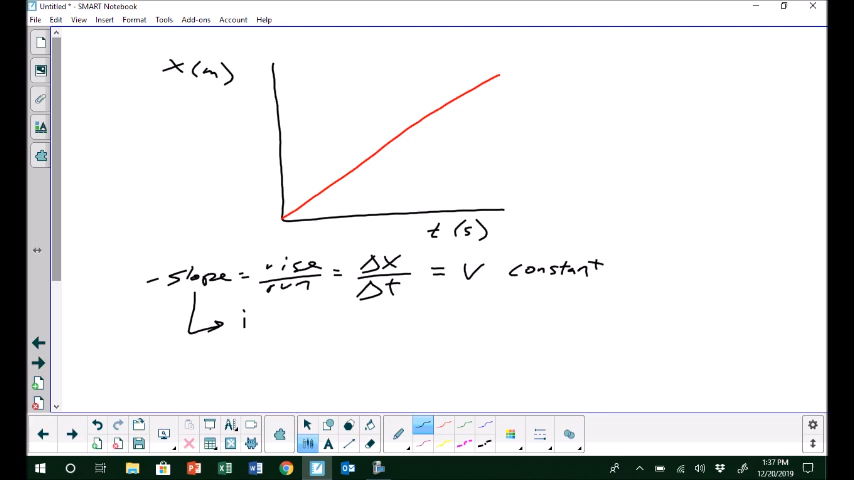 Untitled * - SMART Notebook
File Edit View Insert Format Tools Add-ons Account Help
x (m)
t (s)
- slope = rise/run = Δx/Δt = v constant
i
1:37 PM
12/20/2019